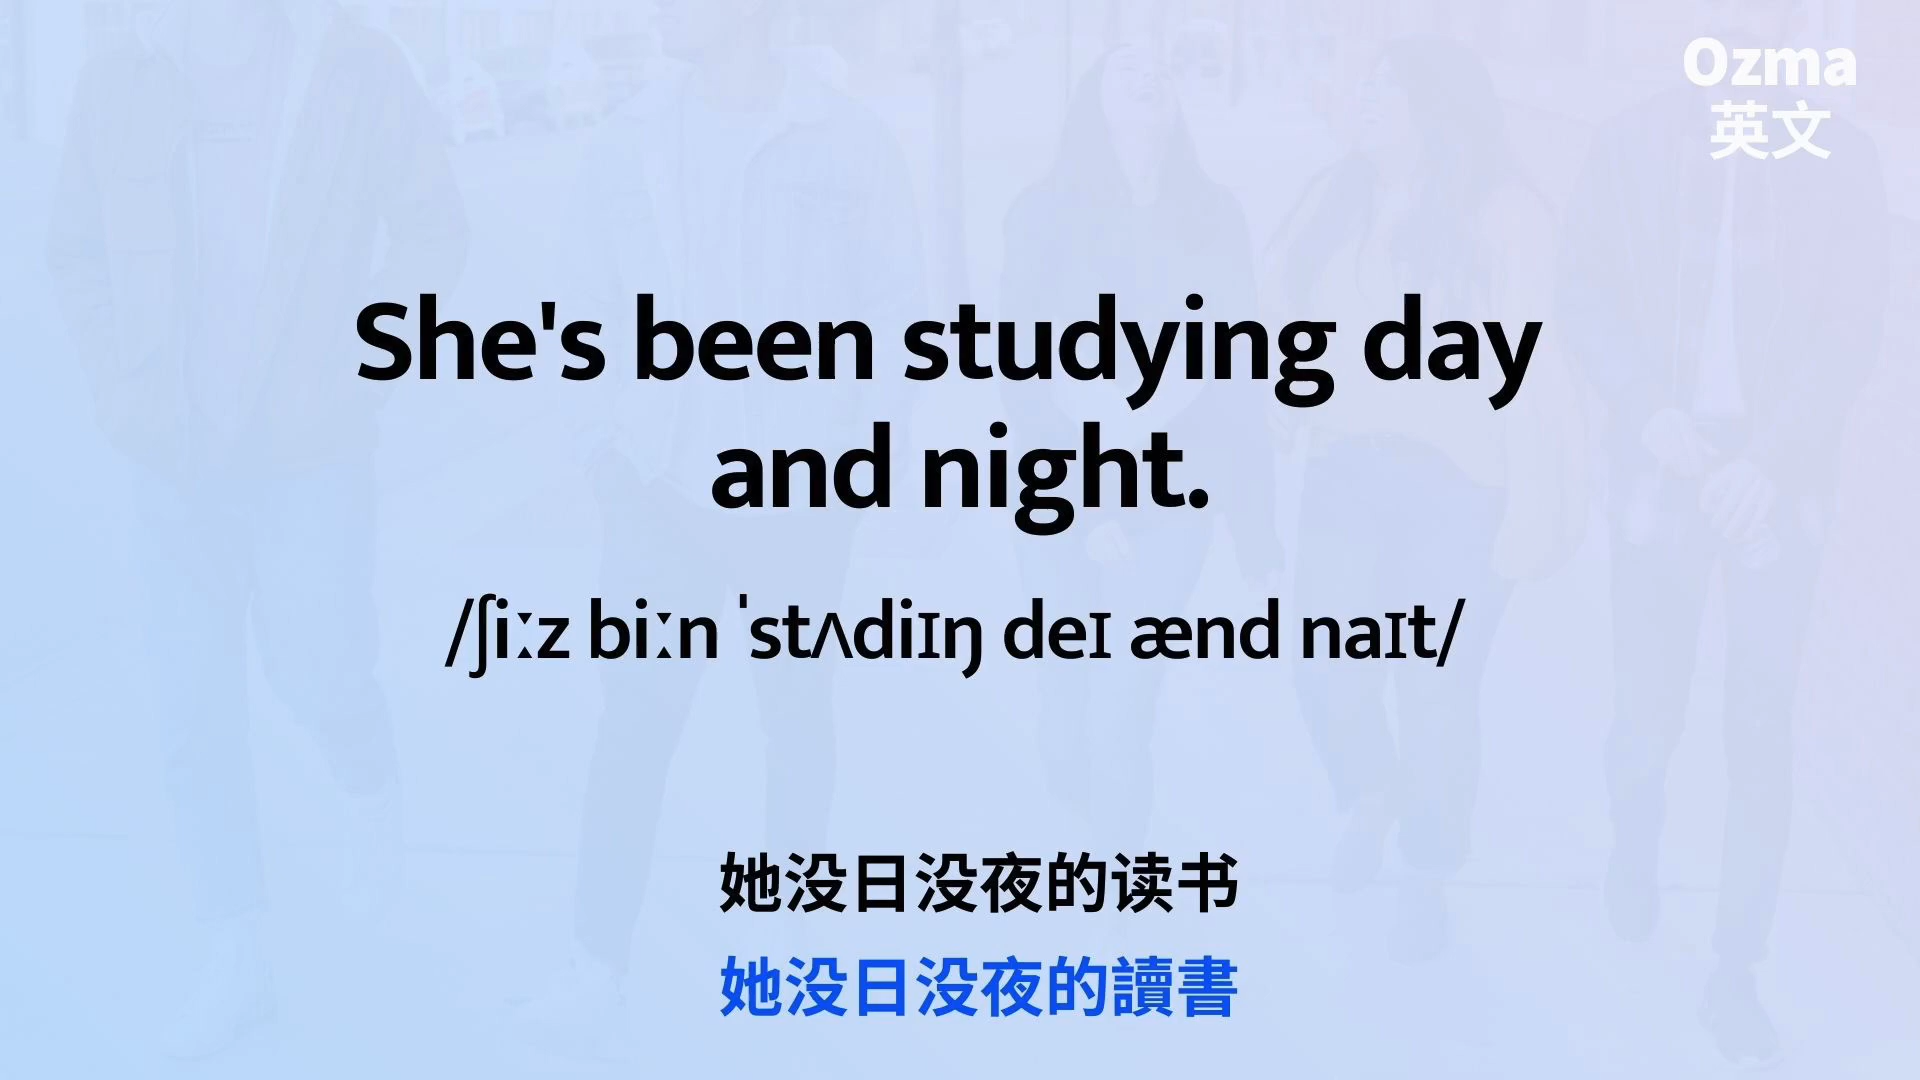 Ozma
英文
She's been studying day
and night.
/ʃiːz biːn ˈstʌdiɪŋ deɪ ænd naɪt/
她没日没夜的读书
她没日没夜的讀書